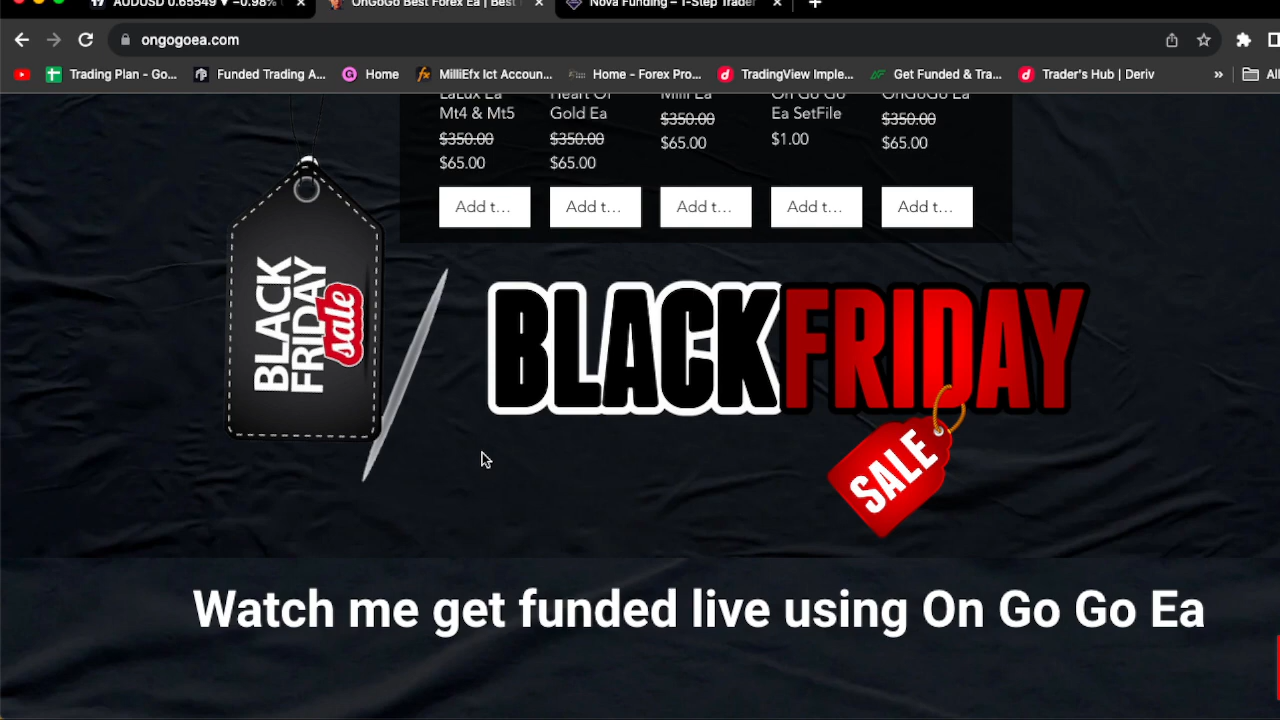 AUDUSD 0.65549 ▼ −0.98%
OnGoGo Best Forex Ea | Best
Nova Funding – 1-Step Trader
ongogoea.com
Trading Plan - Go...
Funded Trading A...
Home
MilliEfx Ict Accoun...
Home - Forex Pro...
TradingView Imple...
Get Funded & Tra...
Trader's Hub | Deriv
»
All
LaLux Ea
Mt4 & Mt5
$350.00
$65.00
Add t...
Heart Of
Gold Ea
$350.00
$65.00
Add t...
Milli Ea
$350.00
$65.00
Add t...
On Go Go
Ea SetFile
$1.00
Add t...
OnGoGo Ea
$350.00
$65.00
Add t...
BLACK
FRIDAY
sale
BLACKFRIDAY
SALE
Watch me get funded live using On Go Go Ea